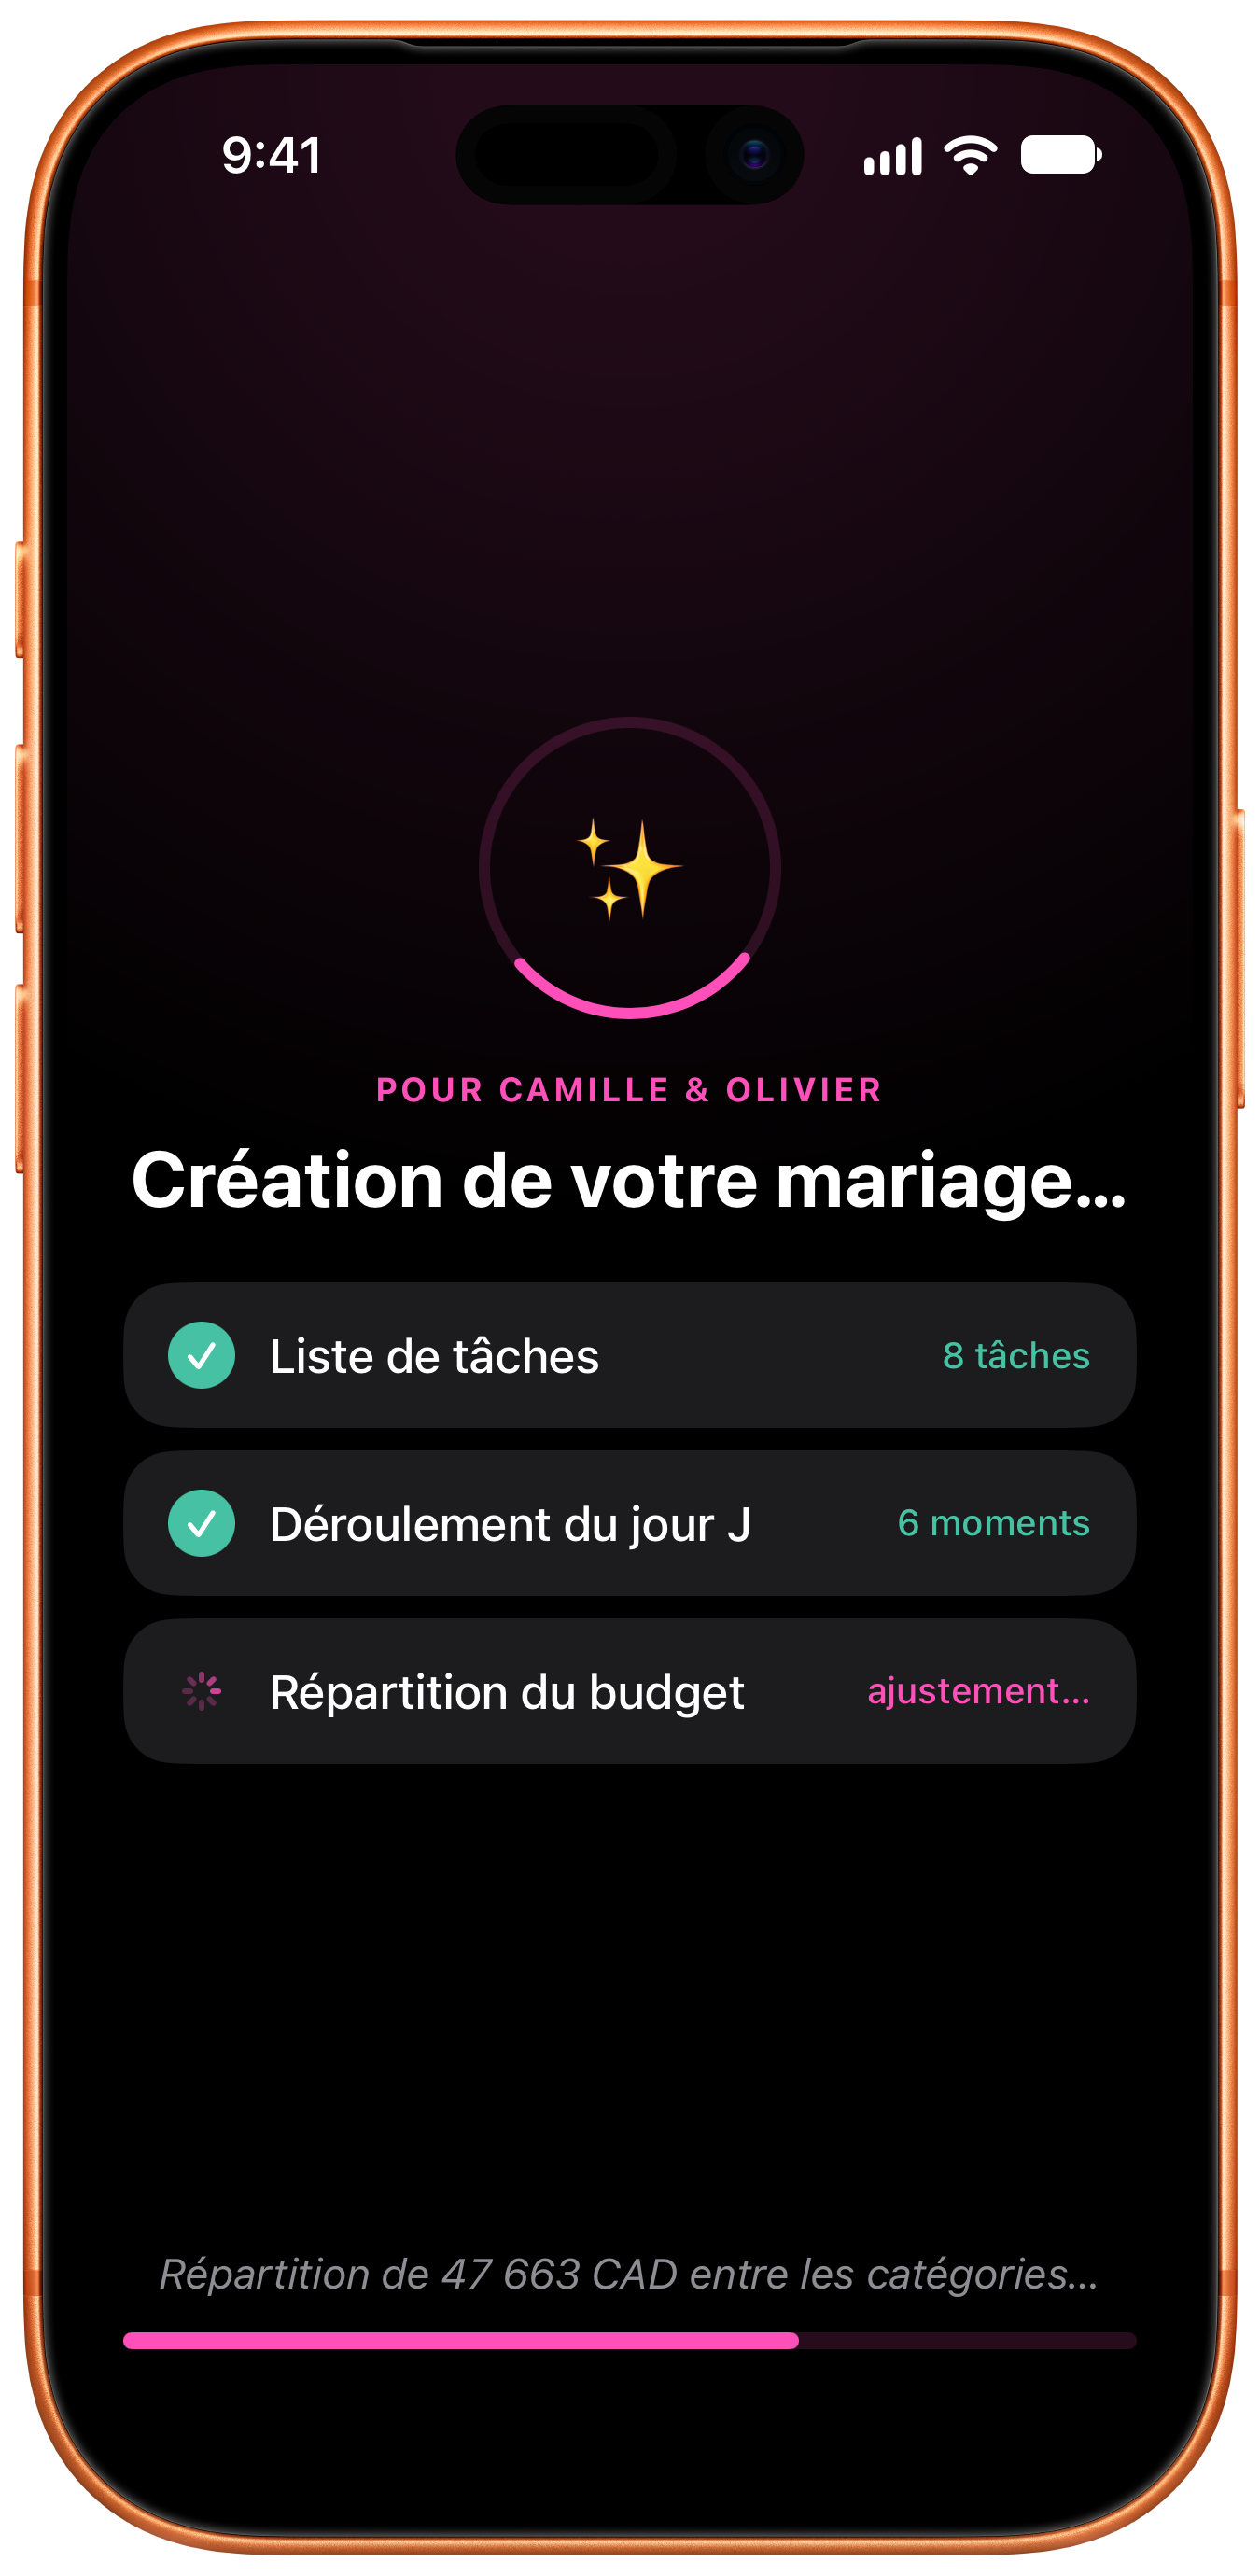 9:41
POUR CAMILLE & OLIVIER
Création de votre mariage...
Liste de tâches
8 tâches
Déroulement du jour J
6 moments
Répartition du budget
ajustement...
Répartition de 47 663 CAD entre les catégories...